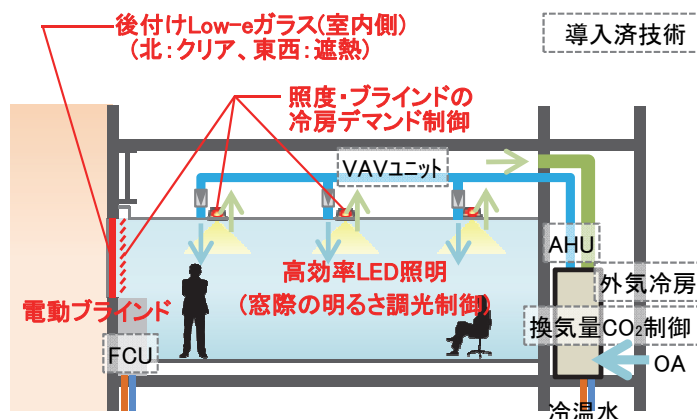 後付けLow-eガラス(室内側)
(北:クリア、東西:遮熱)
導入済技術
照度・ブラインドの
冷房デマンド制御
VAVユニット
AHU
高効率LED照明
(窓際の明るさ調光制御)
外気冷房
電動ブラインド
換気量CO₂制御
FCU
OA
冷温水